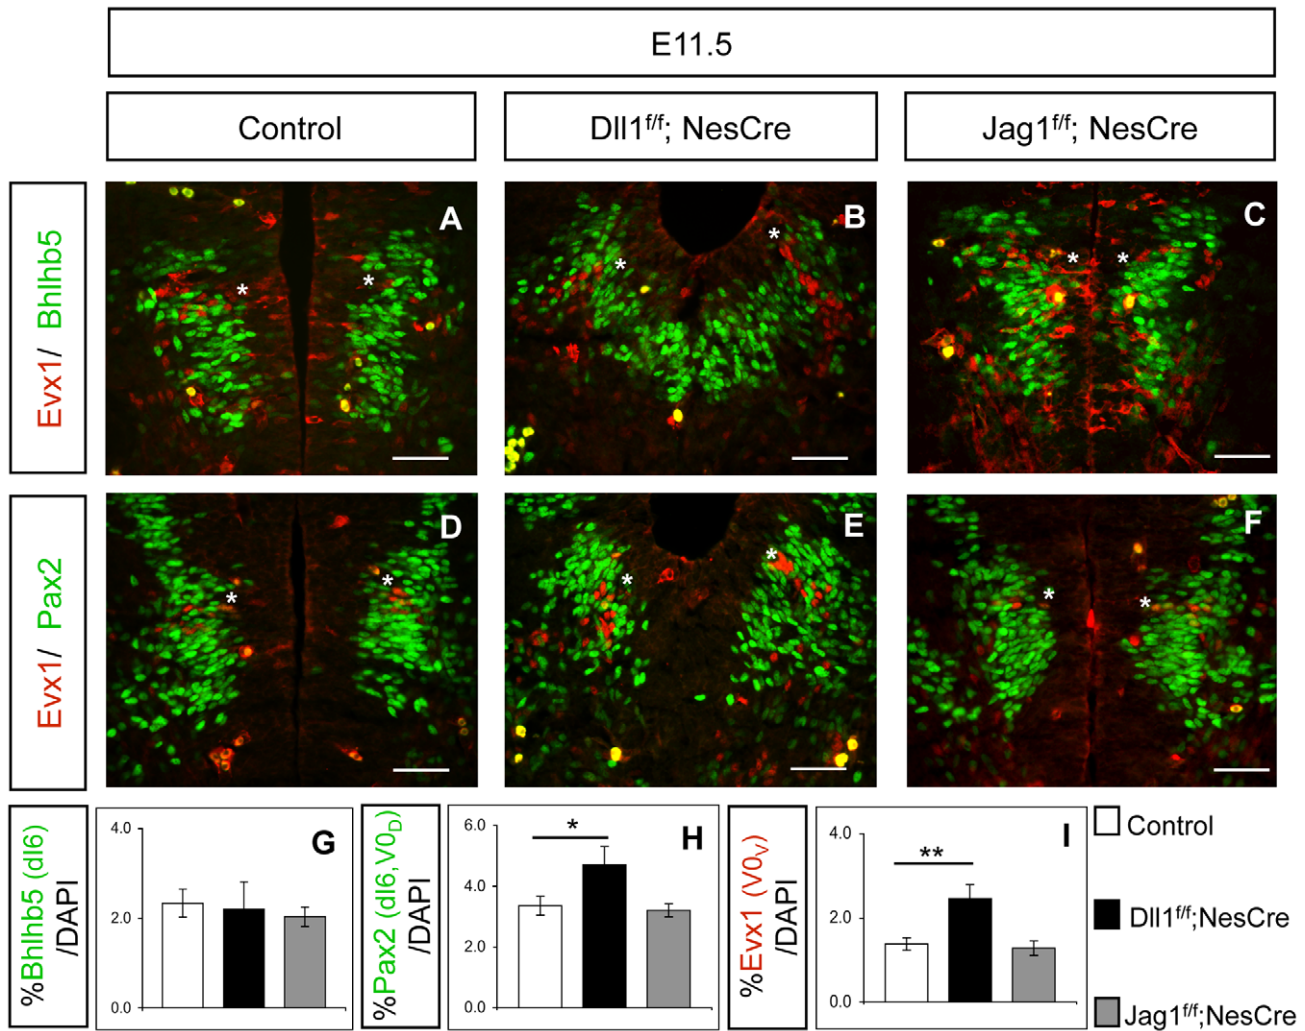 E11.5
Control
Dll1f/f; NesCre
Jag1f/f; NesCre
Evx1/ Bhlhb5
A
*
*
B
*
*
C
*
*
Evx1/ Pax2
D
*
*
E
*
*
F
*
*
%Bhlhb5 (dI6)
/DAPI
4.0
2.0
0.0
G
%Pax2 (dI6,V0D)
/DAPI
6.0
4.0
2.0
0.0
*
H
%Evx1 (V0V)
/DAPI
4.0
2.0
0.0
**
I
Control
Dll1f/f;NesCre
Jag1f/f;NesCre